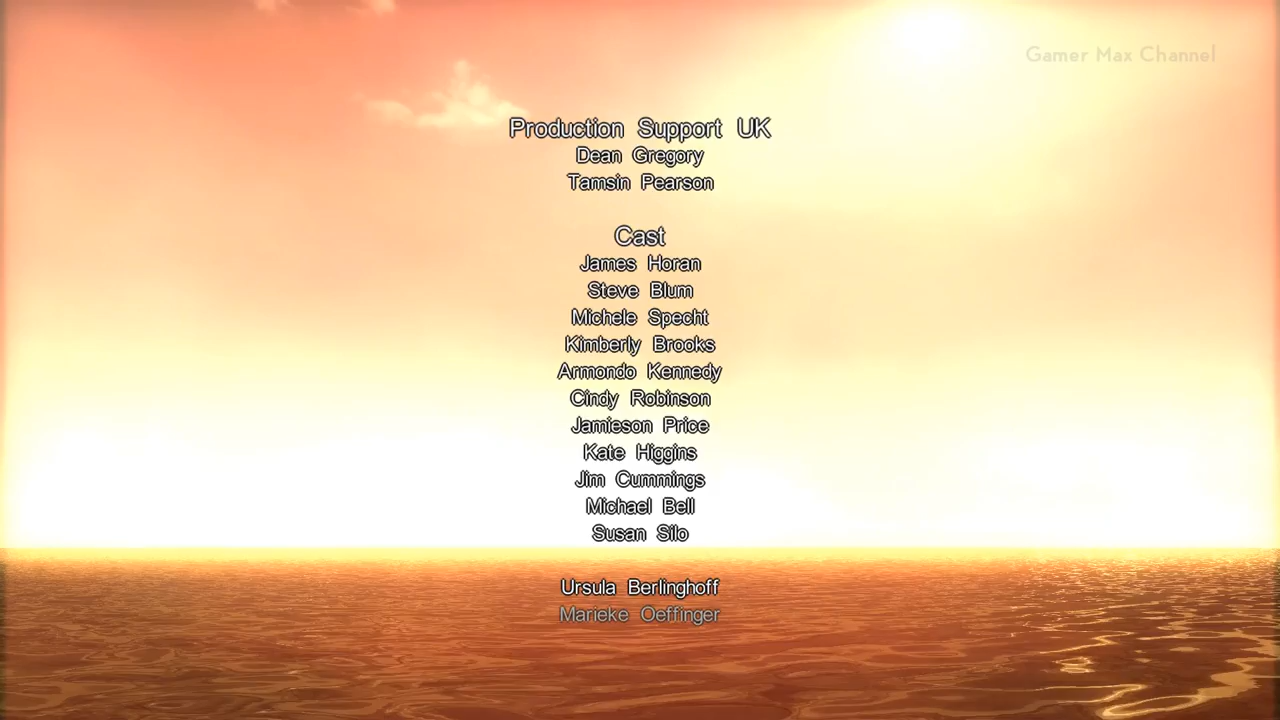 Gamer Max Channel
Production Support UK
Dean Gregory
Tamsin Pearson
Cast
James Horan
Steve Blum
Michele Specht
Kimberly Brooks
Armondo Kennedy
Cindy Robinson
Jamieson Price
Kate Higgins
Jim Cummings
Michael Bell
Susan Silo
Ursula Berlinghoff
Marieke Oeffinger